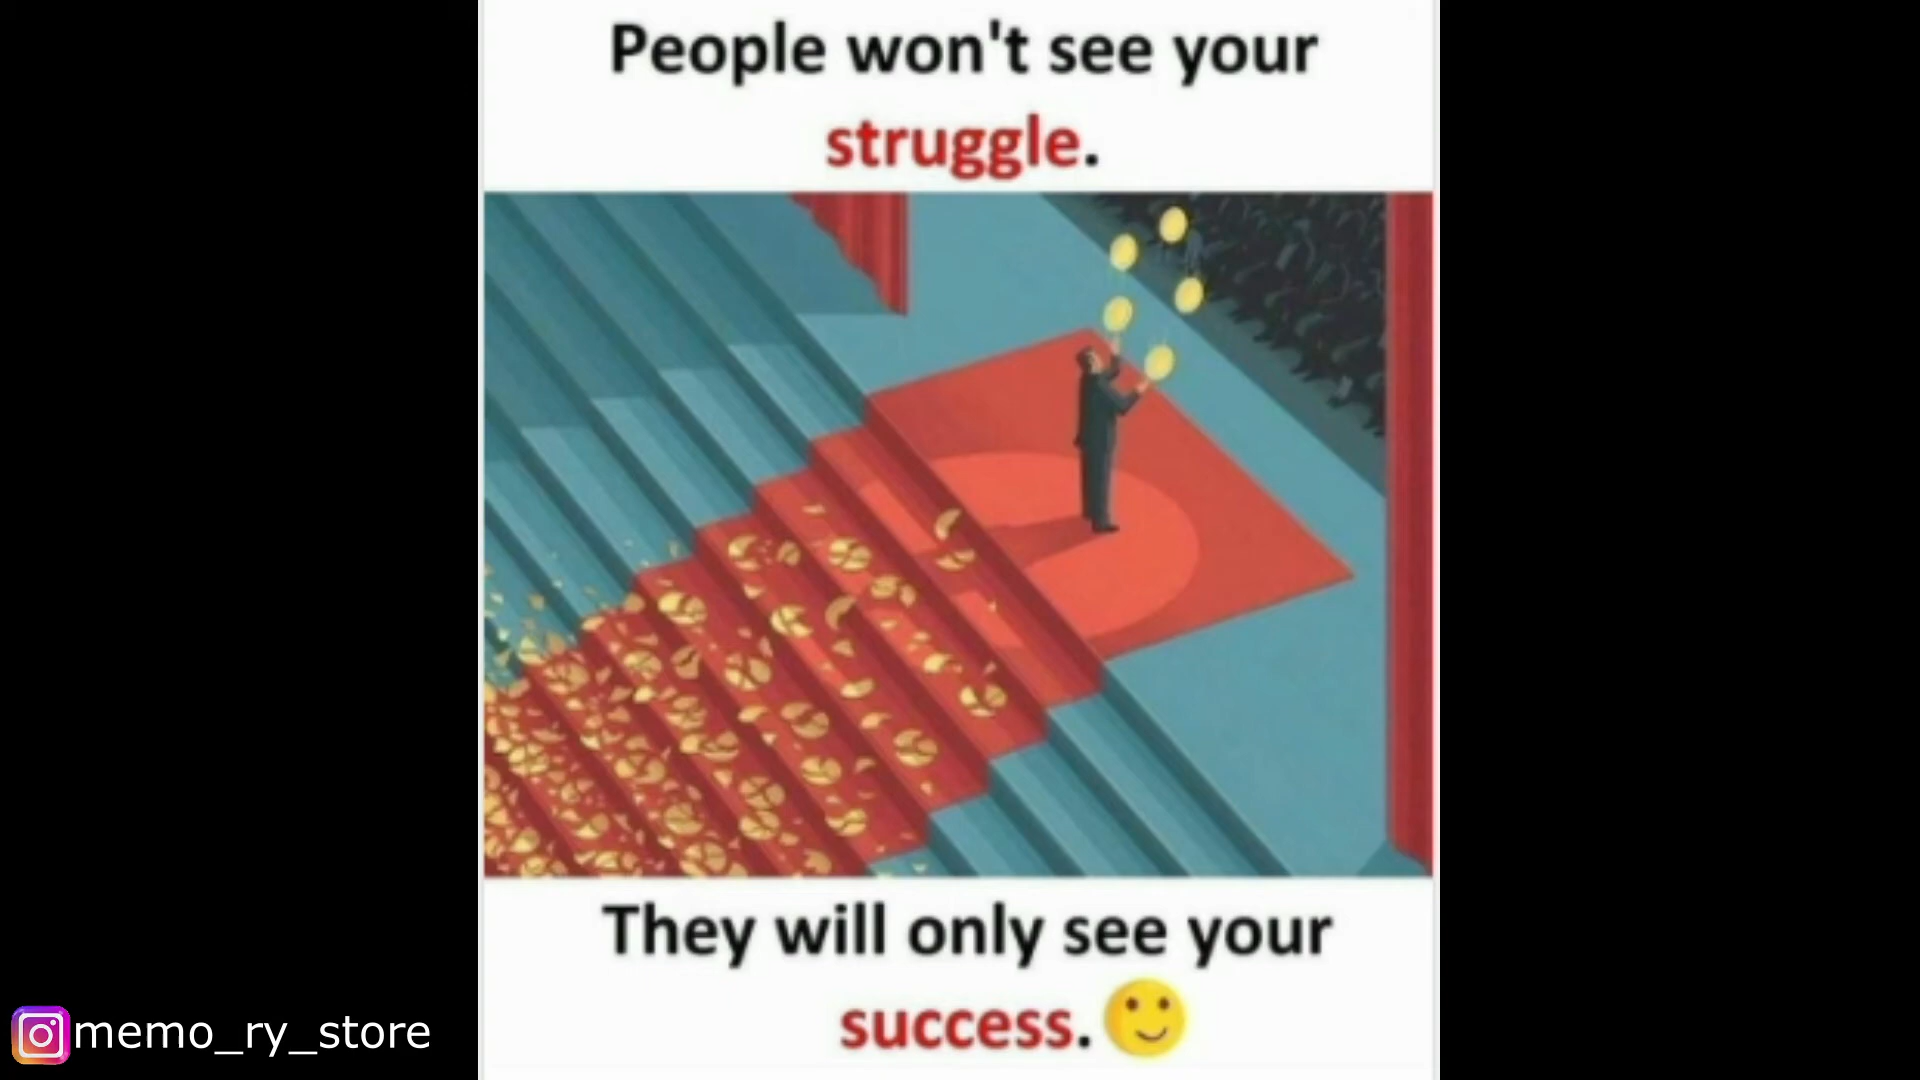 People won't see your
struggle.
They will only see your
success. 🙂
memo_ry_store